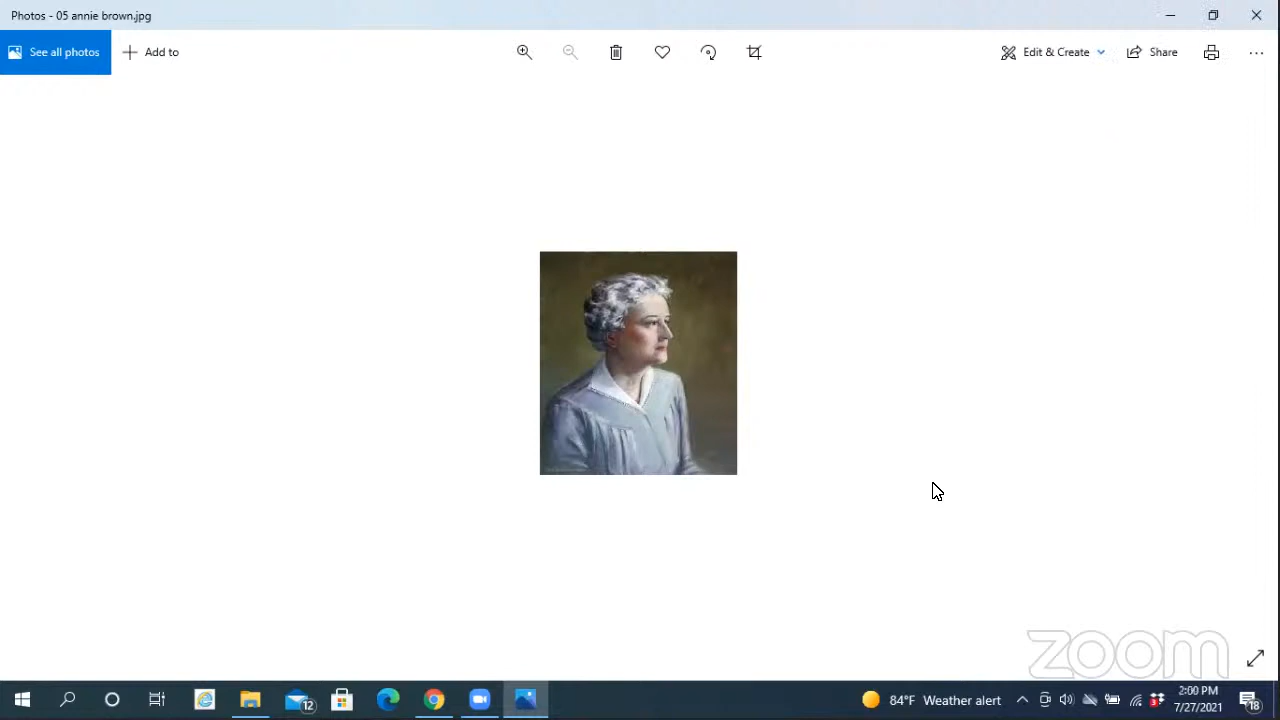 Photos - 05 annie brown.jpg
See all photos
Add to
Edit & Create
Share
zoom
12
84°F Weather alert
2:00 PM
7/27/2021
18